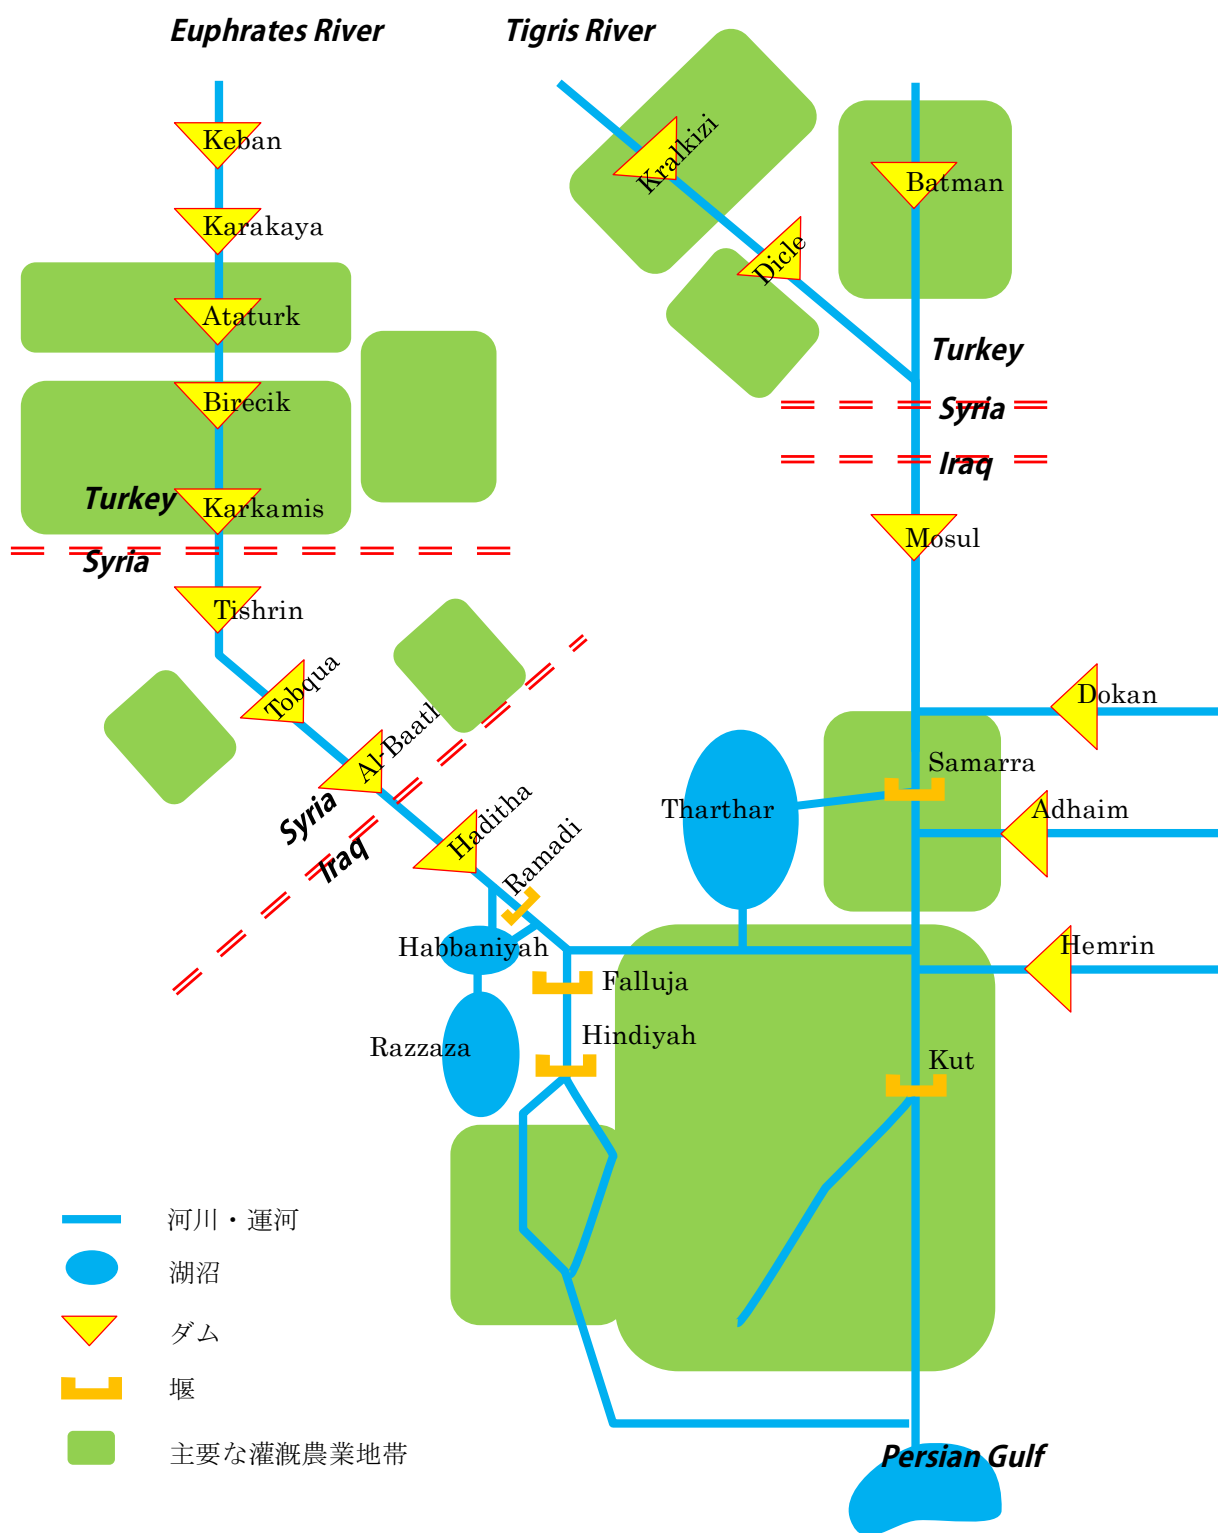 Euphrates River
Tigris River
Keban
Karakaya
Ataturk
Birecik
Turkey
Karkamis
Syria
Tishrin
Tobqua
Al-Baath
Syria
Iraq
Haditha
Ramadi
Habbaniyah
Razzaza
Falluja
Hindiyah
Kralkizi
Dicle
Batman
Turkey
Syria
Iraq
Mosul
Dokan
Samarra
Tharthar
Adhaim
Hemrin
Kut
Persian Gulf
河川・運河
湖沼
ダム
堰
主要な灌漑農業地帯